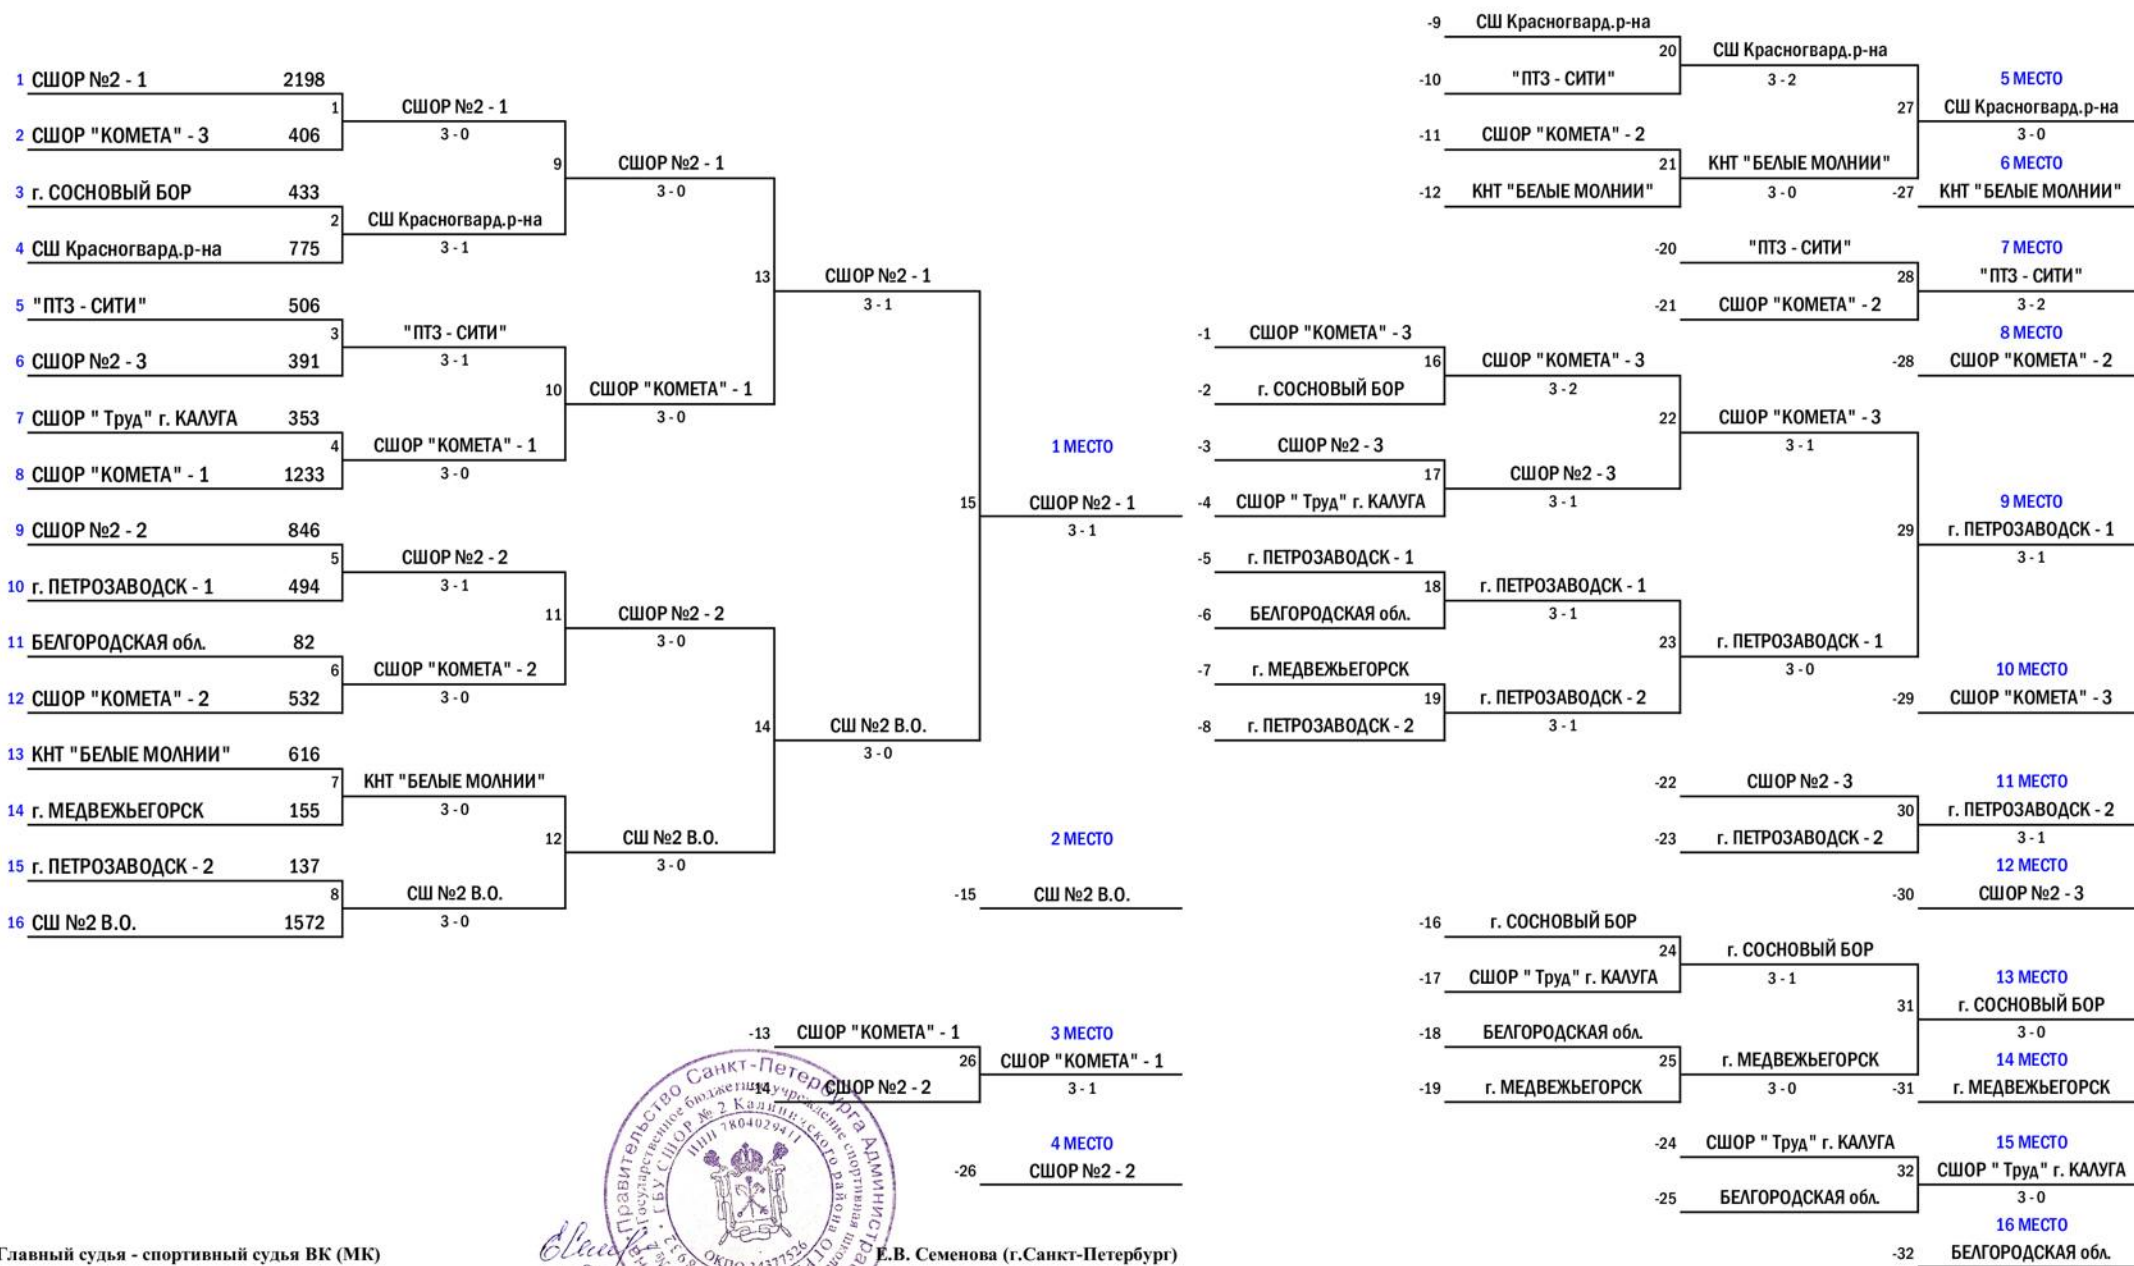 1 СШОР №2 - 1 2198
1
СШОР №2 - 1
3 - 0
2 СШОР "КОМЕТА" - 3 406
9
СШОР №2 - 1
3 - 0
3 г. СОСНОВЫЙ БОР 433
2
СШ Красногвард.р-на
3 - 1
4 СШ Красногвард.р-на 775
13
СШОР №2 - 1
3 - 1
5 "ПТЗ - СИТИ" 506
3
"ПТЗ - СИТИ"
3 - 1
6 СШОР №2 - 3 391
10
СШОР "КОМЕТА" - 1
3 - 0
7 СШОР " Труд" г. КАЛУГА 353
4
СШОР "КОМЕТА" - 1
3 - 0
8 СШОР "КОМЕТА" - 1 1233
1 МЕСТО
15
СШОР №2 - 1
3 - 1
9 СШОР №2 - 2 846
5
СШОР №2 - 2
3 - 1
10 г. ПЕТРОЗАВОДСК - 1 494
11
СШОР №2 - 2
3 - 0
11 БЕЛГОРОДСКАЯ обл. 82
6
СШОР "КОМЕТА" - 2
3 - 0
12 СШОР "КОМЕТА" - 2 532
14
СШ №2 В.О.
3 - 0
13 КНТ "БЕЛЫЕ МОЛНИИ" 616
7
КНТ "БЕЛЫЕ МОЛНИИ"
3 - 0
14 г. МЕДВЕЖЬЕГОРСК 155
12
СШ №2 В.О.
3 - 0
15 г. ПЕТРОЗАВОДСК - 2 137
8
СШ №2 В.О.
3 - 0
16 СШ №2 В.О. 1572
2 МЕСТО
-15 СШ №2 В.О.
-13 СШОР "КОМЕТА" - 1
26
3 МЕСТО
СШОР "КОМЕТА" - 1
3 - 1
-14 СШОР №2 - 2
4 МЕСТО
-26 СШОР №2 - 2
-9 СШ Красногвард.р-на
20
СШ Красногвард.р-на
3 - 2
-10 "ПТЗ - СИТИ"
5 МЕСТО
27
СШ Красногвард.р-на
3 - 0
-11 СШОР "КОМЕТА" - 2
21
КНТ "БЕЛЫЕ МОЛНИИ"
3 - 0
-12 КНТ "БЕЛЫЕ МОЛНИИ"
6 МЕСТО
-27 КНТ "БЕЛЫЕ МОЛНИИ"
-20 "ПТЗ - СИТИ"
28
7 МЕСТО
"ПТЗ - СИТИ"
3 - 2
-21 СШОР "КОМЕТА" - 2
8 МЕСТО
-28 СШОР "КОМЕТА" - 2
-1 СШОР "КОМЕТА" - 3
16
СШОР "КОМЕТА" - 3
3 - 2
-2 г. СОСНОВЫЙ БОР
22
СШОР "КОМЕТА" - 3
3 - 1
-3 СШОР №2 - 3
17
СШОР №2 - 3
3 - 1
-4 СШОР " Труд" г. КАЛУГА
9 МЕСТО
29
г. ПЕТРОЗАВОДСК - 1
3 - 1
-5 г. ПЕТРОЗАВОДСК - 1
18
г. ПЕТРОЗАВОДСК - 1
3 - 1
-6 БЕЛГОРОДСКАЯ обл.
23
г. ПЕТРОЗАВОДСК - 1
3 - 0
-7 г. МЕДВЕЖЬЕГОРСК
19
г. ПЕТРОЗАВОДСК - 2
3 - 1
-8 г. ПЕТРОЗАВОДСК - 2
10 МЕСТО
-29 СШОР "КОМЕТА" - 3
-22 СШОР №2 - 3
30
11 МЕСТО
г. ПЕТРОЗАВОДСК - 2
3 - 1
-23 г. ПЕТРОЗАВОДСК - 2
12 МЕСТО
-30 СШОР №2 - 3
-16 г. СОСНОВЫЙ БОР
24
г. СОСНОВЫЙ БОР
3 - 1
-17 СШОР " Труд" г. КАЛУГА
13 МЕСТО
31
г. СОСНОВЫЙ БОР
3 - 0
-18 БЕЛГОРОДСКАЯ обл.
25
г. МЕДВЕЖЬЕГОРСК
3 - 0
-19 г. МЕДВЕЖЬЕГОРСК
14 МЕСТО
-31 г. МЕДВЕЖЬЕГОРСК
-24 СШОР " Труд" г. КАЛУГА
32
15 МЕСТО
СШОР " Труд" г. КАЛУГА
3 - 0
-25 БЕЛГОРОДСКАЯ обл.
16 МЕСТО
-32 БЕЛГОРОДСКАЯ обл.
Правительство Санкт-Петербурга
Государственное бюджетное учреждение спортивная школа
ГБУ СШОР № 2 Калининского района
ИНН 7804029411
ОКПО
Главный судья - спортивный судья ВК (МК)
Е.В. Семенова (г.Санкт-Петербург)